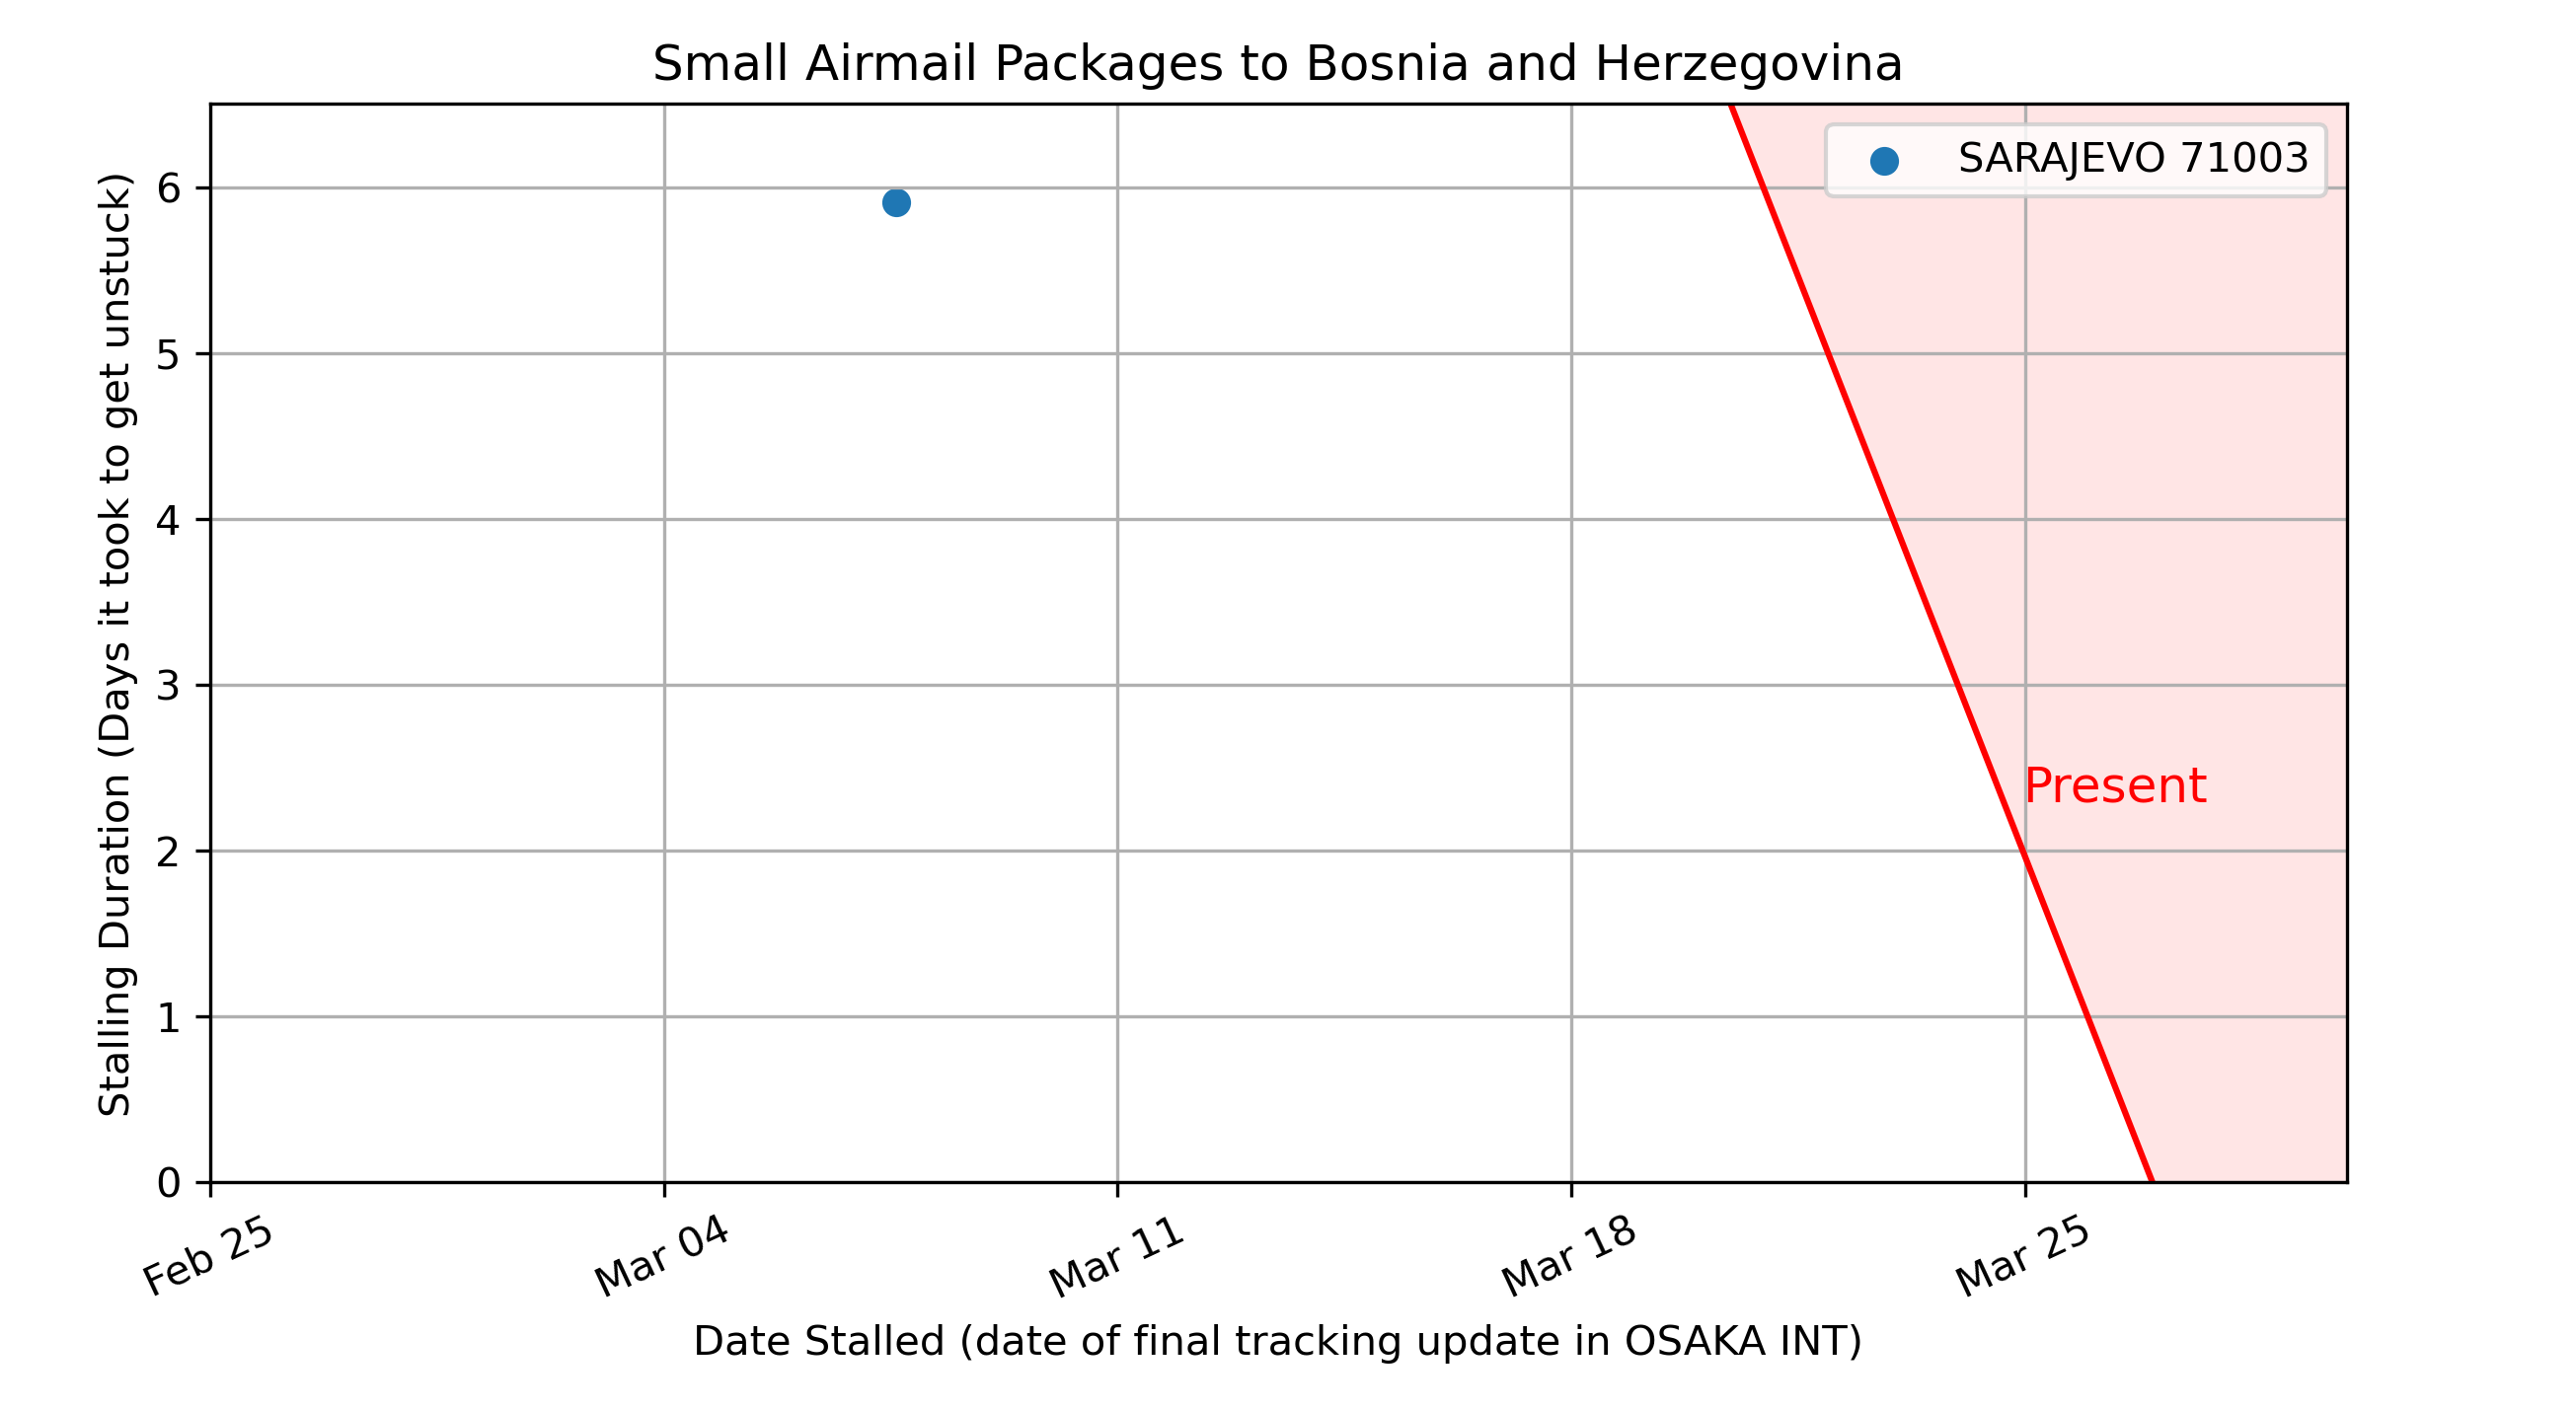 Small Airmail Packages to Bosnia and Herzegovina
SARAJEVO 71003
Stalling Duration (Days it took to get unstuck)
6
5
4
3
2
1
0
Present
Feb 25
Mar 04
Mar 11
Mar 18
Mar 25
Date Stalled (date of final tracking update in OSAKA INT)